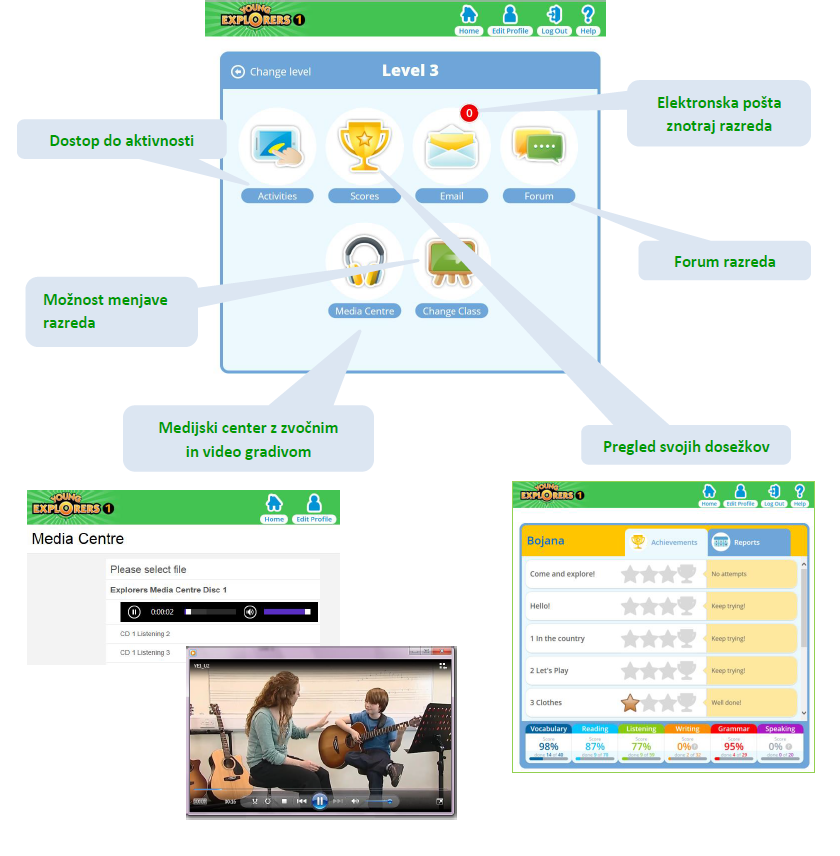 YOUNG
EXPLORERS 1
Home
Edit Profile
Log Out
Help
Change level
Level 3
Elektronska pošta
znotraj razreda
0
Dostop do aktivnosti
Activities
Scores
Email
Forum
Forum razreda
Možnost menjave
razreda
Media Centre
Change Class
Medijski center z zvočnim
in video gradivom
Pregled svojih dosežkov
YOUNG
EXPLORERS 1
Home
Edit Profile
Media Centre
Please select file
Explorers Media Centre Disc 1
0:00:02
CD 1 Listening 2
CD 1 Listening 3
YE1_U2
00:35
YOUNG
EXPLORERS 1
Home
Edit Profile
Log Out
Help
Bojana
Achievements
Reports
Come and explore!
No attempts
Hello!
Keep trying!
1 In the country
Keep trying!
2 Let's Play
Keep trying!
3 Clothes
Well done!
Vocabulary
Reading
Listening
Writing
Grammar
Speaking
Score
Score
Score
Score
Score
Score
98%
87%
77%
0%
95%
0%